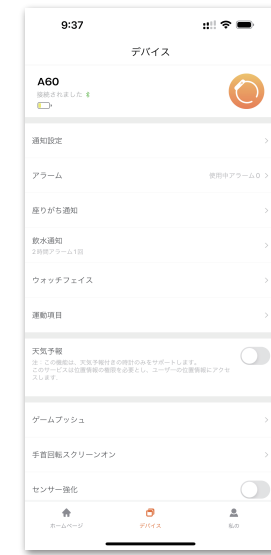 9:37
デバイス
A60
接続されました
通知設定
アラーム
使用中アラーム0
座りがち通知
飲水通知
2時間アラーム1回
ウォッチフェイス
運動項目
天気予報
注：この機能は、天気予報付きの時計のみをサポートします。
このサービスは位置情報の権限を必要とし、ユーザーの位置情報にアクセ
スします.
ゲームプッシュ
手首回転スクリーンオン
センサー強化
ホームページ
デバイス
私の